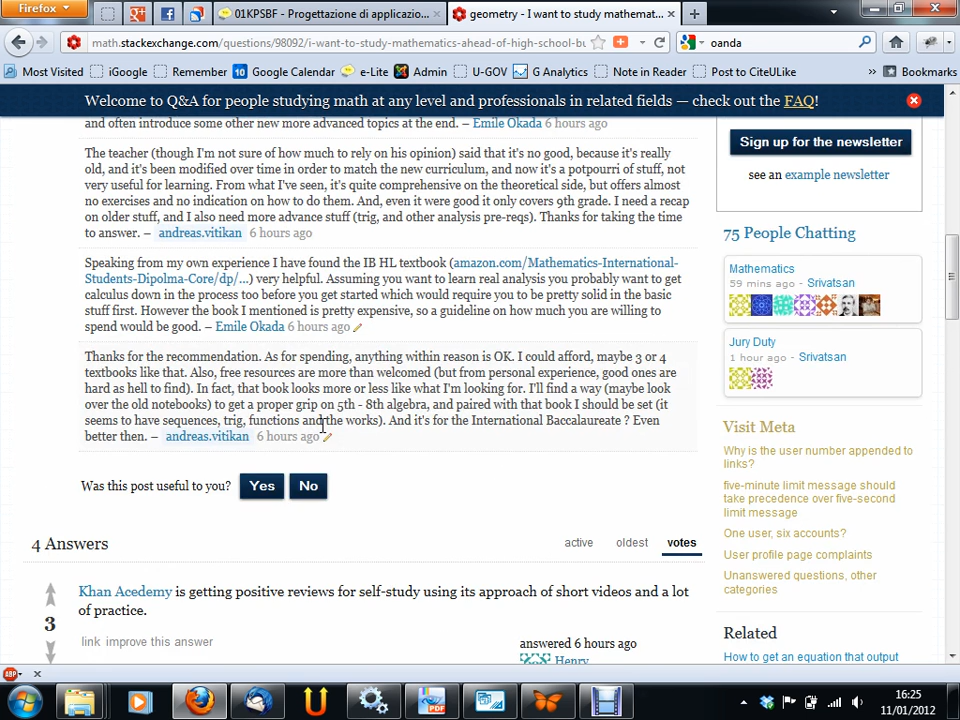 Firefox
01KPSBF - Progettazione di applicazio...
geometry - I want to study mathemat...
math.stackexchange.com/questions/98092/i-want-to-study-mathematics-ahead-of-high-school-bu
oanda
Most Visited iGoogle Remember 10 Google Calendar e-Lite Admin U-GOV G Analytics Note in Reader Post to CiteULike » Bookmarks
Welcome to Q&A for people studying math at any level and professionals in related fields — check out the FAQ!
and often introduce some other new more advanced topics at the end. – Emile Okada 6 hours ago
The teacher (though I'm not sure of how much to rely on his opinion) said that it's no good, because it's really
old, and it's been modified over time in order to match the new curriculum, and now it's a potpourri of stuff, not
very useful for learning. From what I've seen, it's quite comprehensive on the theoretical side, but offers almost
no exercises and no indication on how to do them. And, even it were good it only covers 9th grade. I need a recap
on older stuff, and I also need more advance stuff (trig, and other analysis pre-reqs). Thanks for taking the time
to answer. – andreas.vitikan 6 hours ago
Speaking from my own experience I have found the IB HL textbook (amazon.com/Mathematics-International-
Students-Dipolma-Core/dp/...) very helpful. Assuming you want to learn real analysis you probably want to get
calculus down in the process too before you get started which would require you to be pretty solid in the basic
stuff first. However the book I mentioned is pretty expensive, so a guideline on how much you are willing to
spend would be good. – Emile Okada 6 hours ago
Thanks for the recommendation. As for spending, anything within reason is OK. I could afford, maybe 3 or 4
textbooks like that. Also, free resources are more than welcomed (but from personal experience, good ones are
hard as hell to find). In fact, that book looks more or less like what I'm looking for. I'll find a way (maybe look
over the old notebooks) to get a proper grip on 5th - 8th algebra, and paired with that book I should be set (it
seems to have sequences, trig, functions and the works). And it's for the International Baccalaureate ? Even
better then. – andreas.vitikan 6 hours ago
Was this post useful to you? Yes No
4 Answers
active oldest votes
Khan Acedemy is getting positive reviews for self-study using its approach of short videos and a lot
of practice.
3
link improve this answer
answered 6 hours ago
Henry
Sign up for the newsletter
see an example newsletter
75 People Chatting
Mathematics
59 mins ago - Srivatsan
Jury Duty
1 hour ago - Srivatsan
Visit Meta
Why is the user number appended to
links?
five-minute limit message should
take precedence over five-second
limit message
One user, six accounts?
User profile page complaints
Unanswered questions, other
categories
Related
How to get an equation that output
ABP
PDF
16:25
11/01/2012